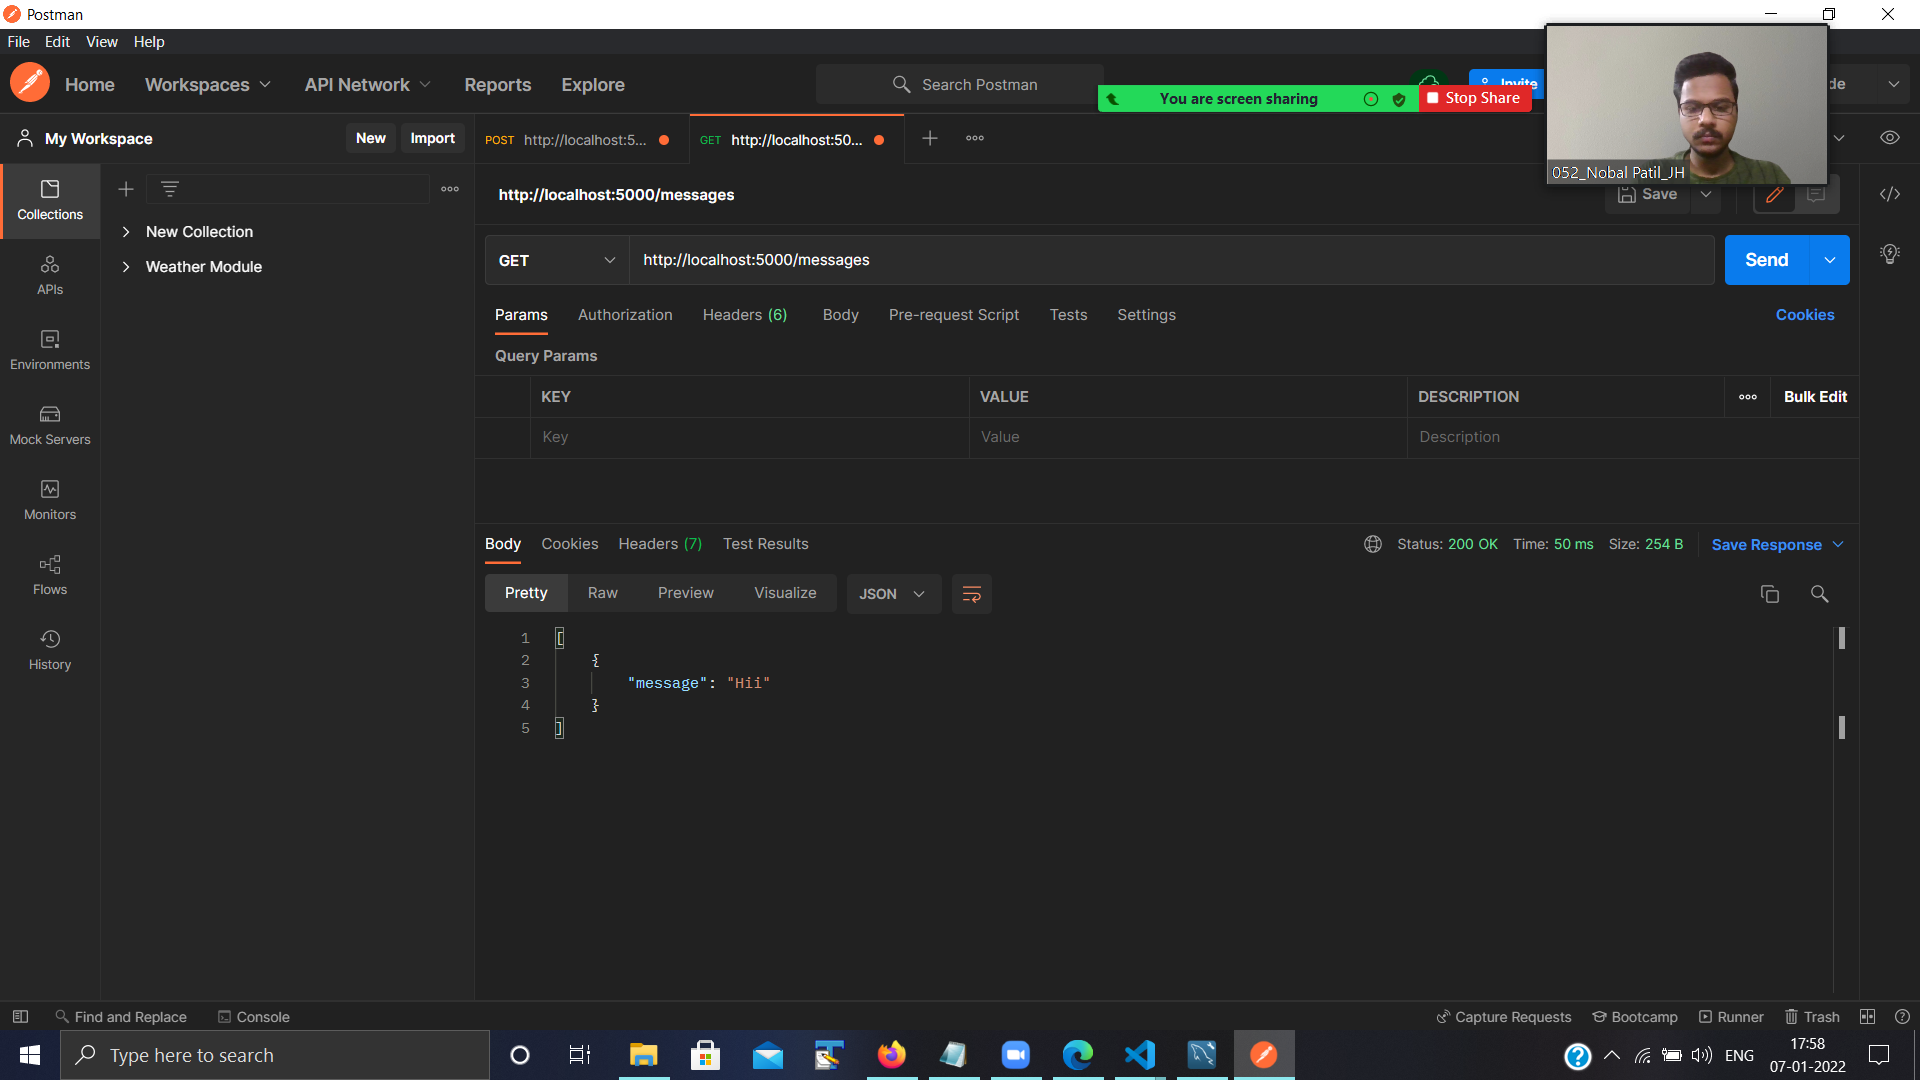 Postman
File Edit View Help
Home Workspaces API Network Reports Explore Search Postman Invite de
You are screen sharing Stop Share
052_Nobal Patil_JH
My Workspace New Import POST http://localhost:5... GET http://localhost:50...
Collections
New Collection
Weather Module
APIs
Environments
Mock Servers
Monitors
Flows
History
http://localhost:5000/messages Save
GET http://localhost:5000/messages Send
Params Authorization Headers (6) Body Pre-request Script Tests Settings Cookies
Query Params
KEY VALUE DESCRIPTION Bulk Edit
Key Value Description
Body Cookies Headers (7) Test Results Status: 200 OK Time: 50 ms Size: 254 B Save Response
Pretty Raw Preview Visualize JSON
1 [
2 {
3 "message": "Hii"
4 }
5 ]
Find and Replace Console Capture Requests Bootcamp Runner Trash
Type here to search ENG 17:58
07-01-2022